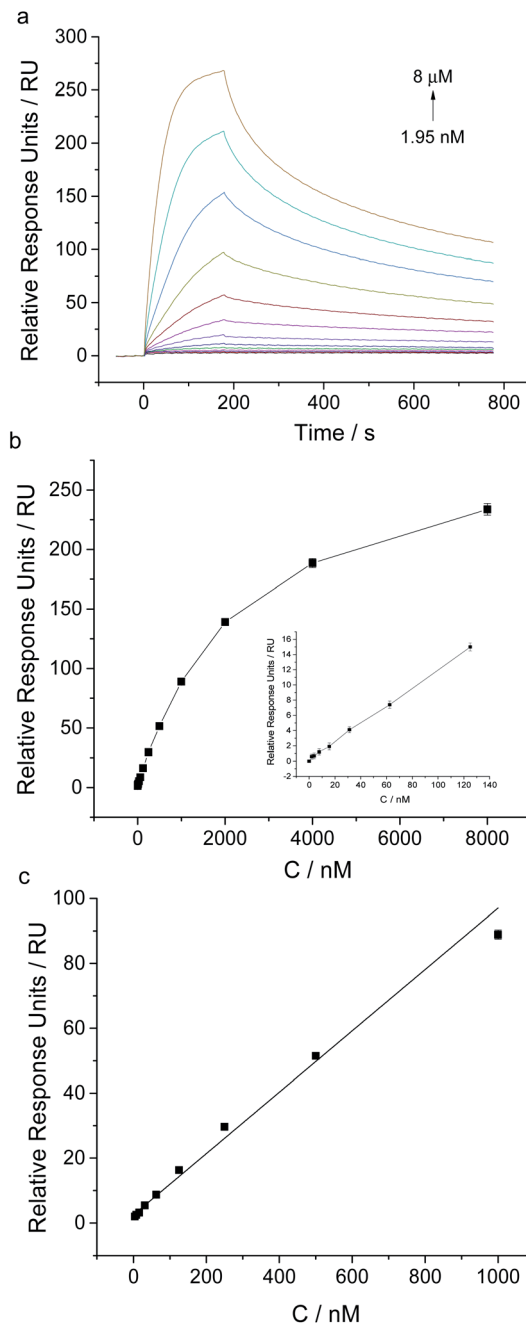 a
300
250
200
150
100
50
0
Relative Response Units / RU
8 μM
1.95 nM
0 200 400 600 800
Time / s
b
250
200
150
100
50
0
Relative Response Units / RU
16
14
12
10
8
6
4
2
0
-2
Relative Response Units / RU
0 20 40 60 80 100 120 140
C / nM
0 2000 4000 6000 8000
C / nM
c
100
80
60
40
20
0
Relative Response Units / RU
0 200 400 600 800 1000
C / nM